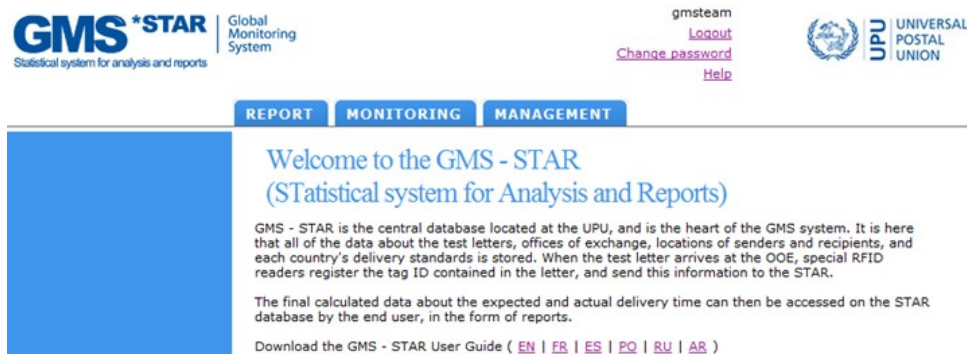 GMS *STAR
Global
Monitoring
System
Statistical system for analysis and reports
gmsteam
Logout
Change password
Help
UPU
UNIVERSAL
POSTAL
UNION
REPORT MONITORING MANAGEMENT
Welcome to the GMS - STAR
(STatistical system for Analysis and Reports)
GMS - STAR is the central database located at the UPU, and is the heart of the GMS system. It is here
that all of the data about the test letters, offices of exchange, locations of senders and recipients, and
each country's delivery standards is stored. When the test letter arrives at the OOE, special RFID
readers register the tag ID contained in the letter, and send this information to the STAR.
The final calculated data about the expected and actual delivery time can then be accessed on the STAR
database by the end user, in the form of reports.
Download the GMS - STAR User Guide ( EN | FR | ES | PO | RU | AR )